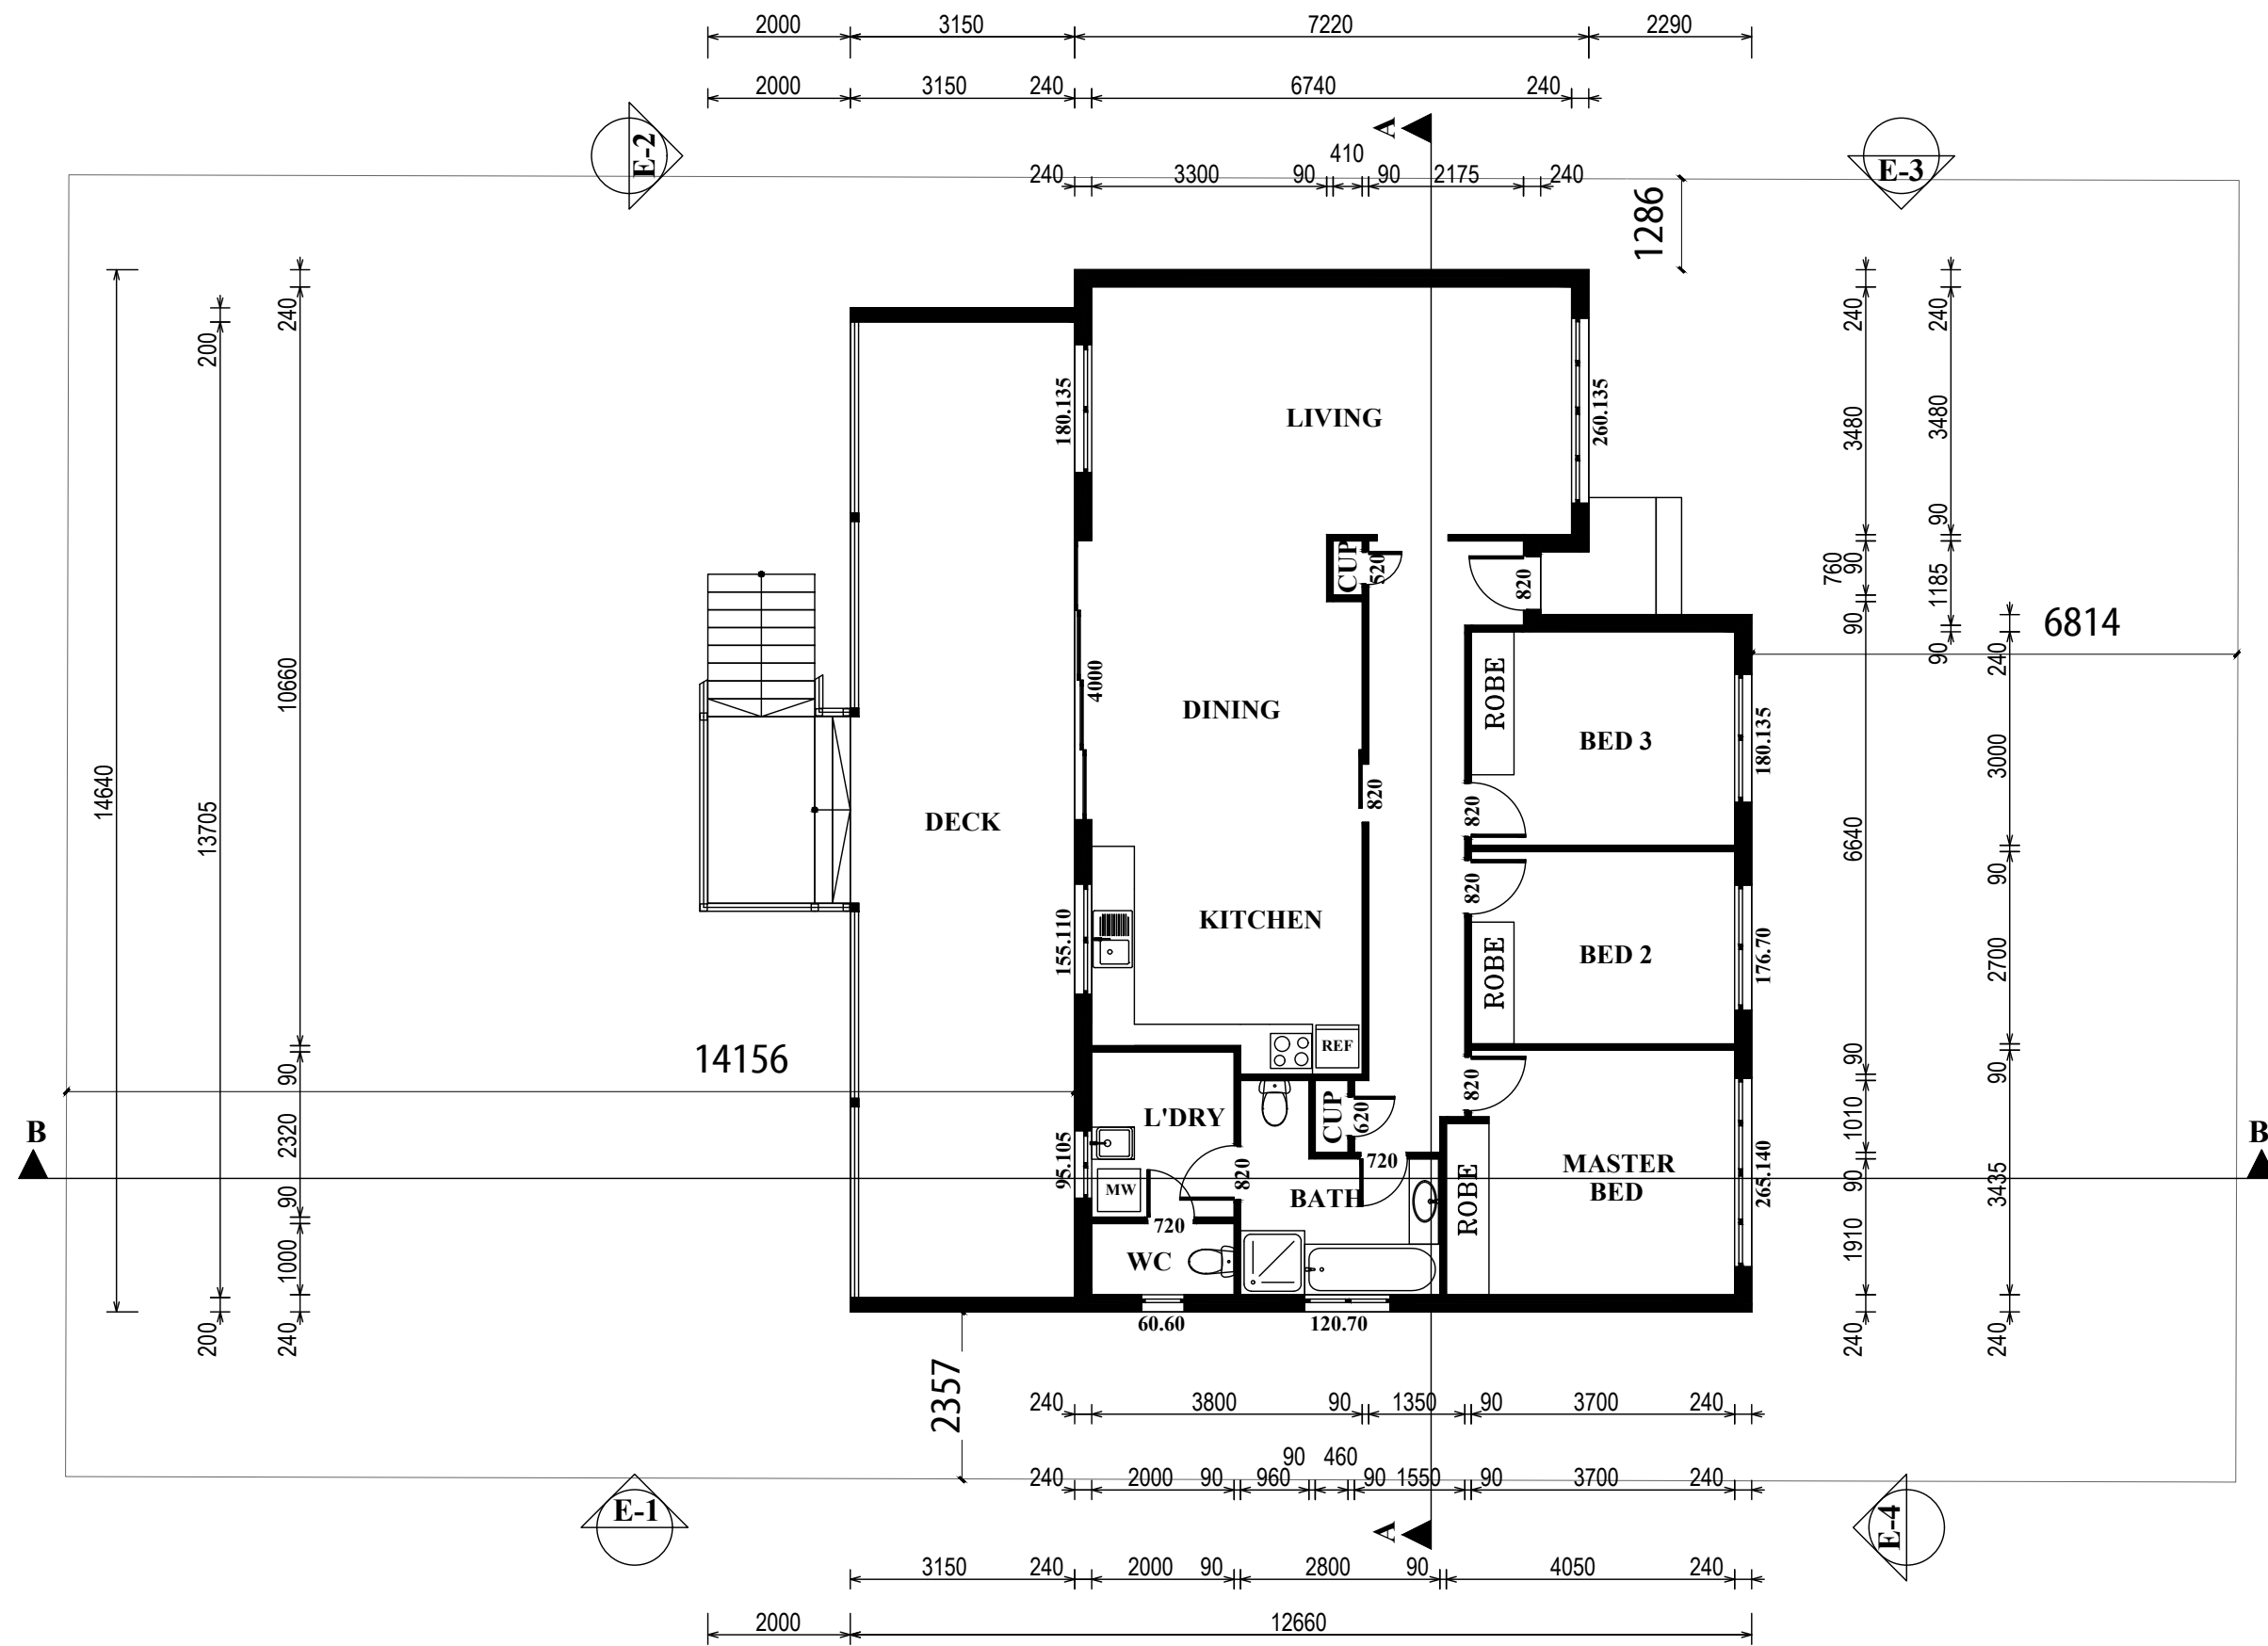 2000 3150 7220 2290
2000 3150 240 6740 240
E-2
A
E-3
410
240 3300 90 90 2175 240
1286
240
200
240
240
240
180.135
LIVING
260.135
3480
3480
90
CUP
520
820
760
90
1185
90
90
6814
240
10660
4000
DINING
ROBE
BED 3
180.135
3000
14640
13705
DECK
820
820
6640
820
90
155.110
KITCHEN
ROBE
BED 2
176.70
2700
14156
REF
90
90
90
820
L'DRY
CUP
620
1010
B
2320
95.105
MW
820
720
BATH
ROBE
MASTER
BED
265.140
90
3435
B
90
720
1000
WC
1910
200
240
60.60
120.70
240
240
2357
240 3800 90 1350 90 3700 240
90 460
240 2000 90 960 90 1550 90 3700 240
E-1
A
E-4
3150 240 2000 90 2800 90 4050 240
2000 12660